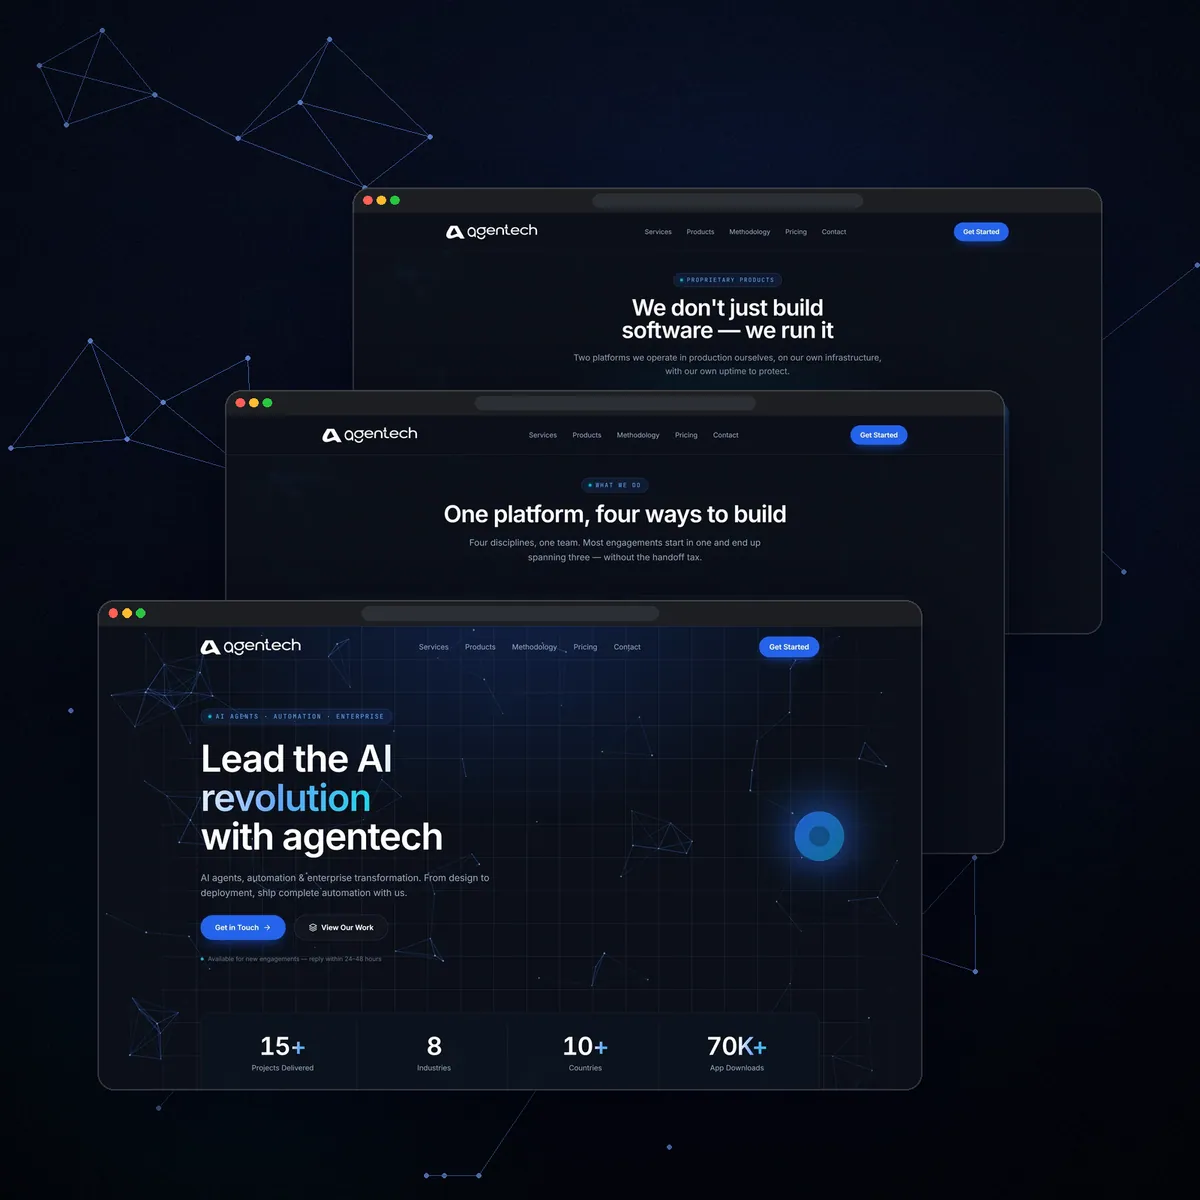 agentech
Services Products Methodology Pricing Contact
Get Started
PROPRIETARY PRODUCTS
We don't just build
software — we run it
Two platforms we operate in production ourselves, on our own infrastructure,
with our own uptime to protect.
agentech
Services Products Methodology Pricing Contact
Get Started
WHAT WE DO
One platform, four ways to build
Four disciplines, one team. Most engagements start in one and end up
spanning three — without the handoff tax.
agentech
Services Products Methodology Pricing Contact
Get Started
AI AGENTS · AUTOMATION · ENTERPRISE
Lead the AI
revolution
with agentech
AI agents, automation & enterprise transformation. From design to
deployment, ship complete automation with us.
Get in Touch →
View Our Work
Available for new engagements — reply within 24–48 hours
15+
Projects Delivered
8
Industries
10+
Countries
70K+
App Downloads